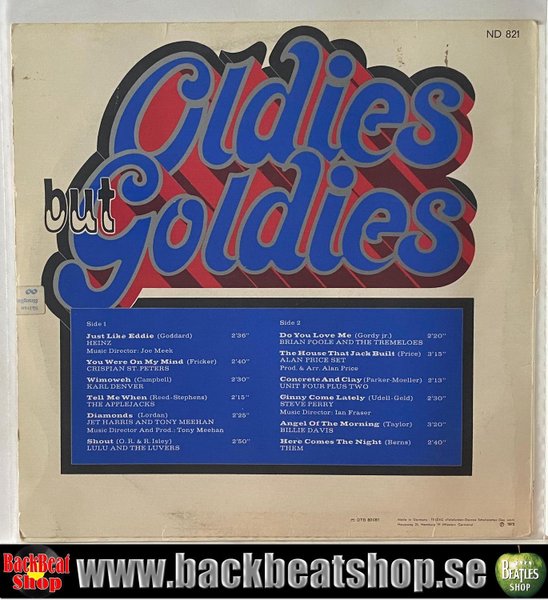 ND 821
Oldies
but Goldies
Side 1
Just Like Eddie (Goddard) 2'36"
HEINZ
Music Director: Joe Meek
You Were On My Mind (Fricker) 2'40"
CRISPIAN ST. PETERS
Wimoweh (Campbell) 2'30"
KARL DENVER
Tell Me When (Reed-Stephens) 2'15"
THE APPLEJACKS
Diamonds (Lordan) 2'25"
JET HARRIS AND TONY MEEHAN
Music Director And Prod.: Tony Meehan
Shout (O. R. & R. Isley) 2'50"
LULU AND THE LUVERS
Side 2
Do You Love Me (Gordy jr.) 2'20"
BRIAN POOLE AND THE TREMELOES
The House That Jack Built (Price) 3'15"
ALAN PRICE SET
Prod. & Arr. Alan Price
Concrete And Clay (Parker-Moeller) 2'13"
UNIT FOUR PLUS TWO
Ginny Come Lately (Udell-Geld) 2'30"
STEVE PERRY
Music Director: Ian Fraser
Angel Of The Morning (Taylor) 3'20"
BILLIE DAVIS
Here Comes The Night (Berns) 2'40"
THEM
Made in Germany
BackBeat
Shop
www.backbeatshop.se
BEATLES
SHOP